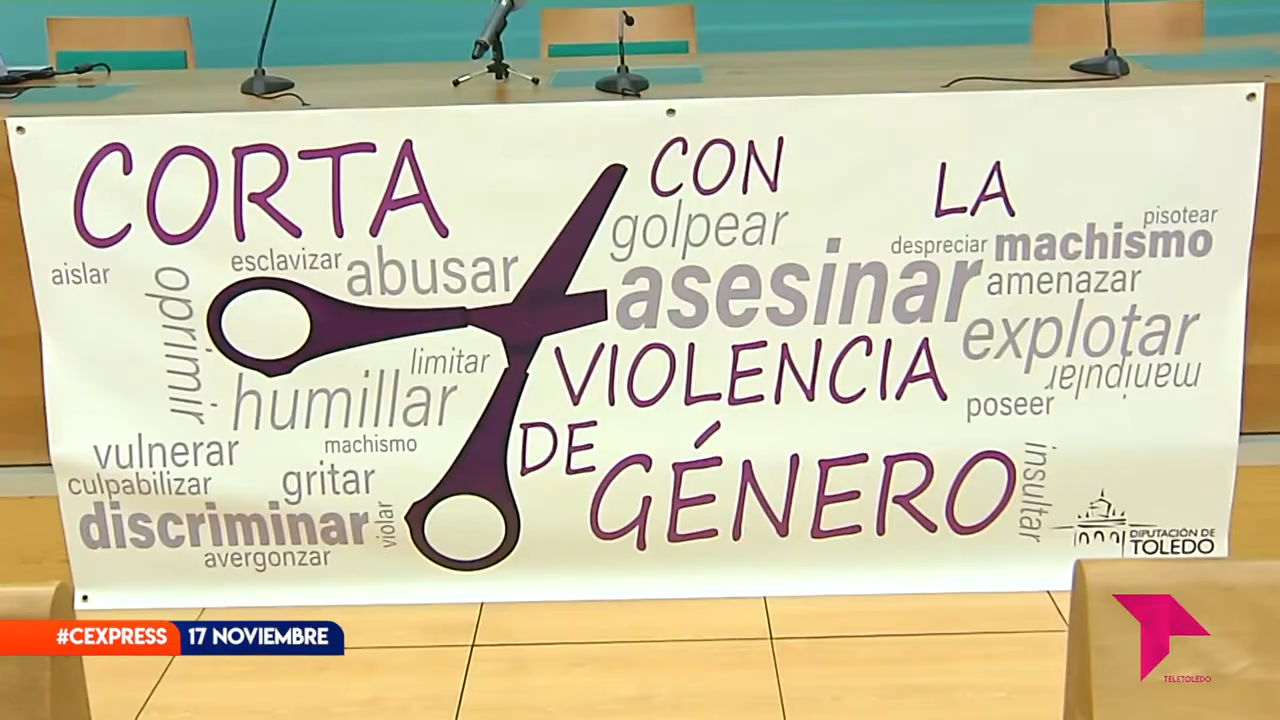 CORTA
CON
LA
golpear
pisotear
despreciar
machismo
aislar
esclavizar
abusar
asesinar
amenazar
oprimir
explotar
limitar
VIOLENCIA
manipular
humillar
poseer
DE
GÉNERO
vulnerar
machismo
culpabilizar
gritar
insultar
discriminar
violar
avergonzar
DIPUTACIÓN DE
TOLEDO
#CEXPRESS 17 NOVIEMBRE
TELETOLEDO